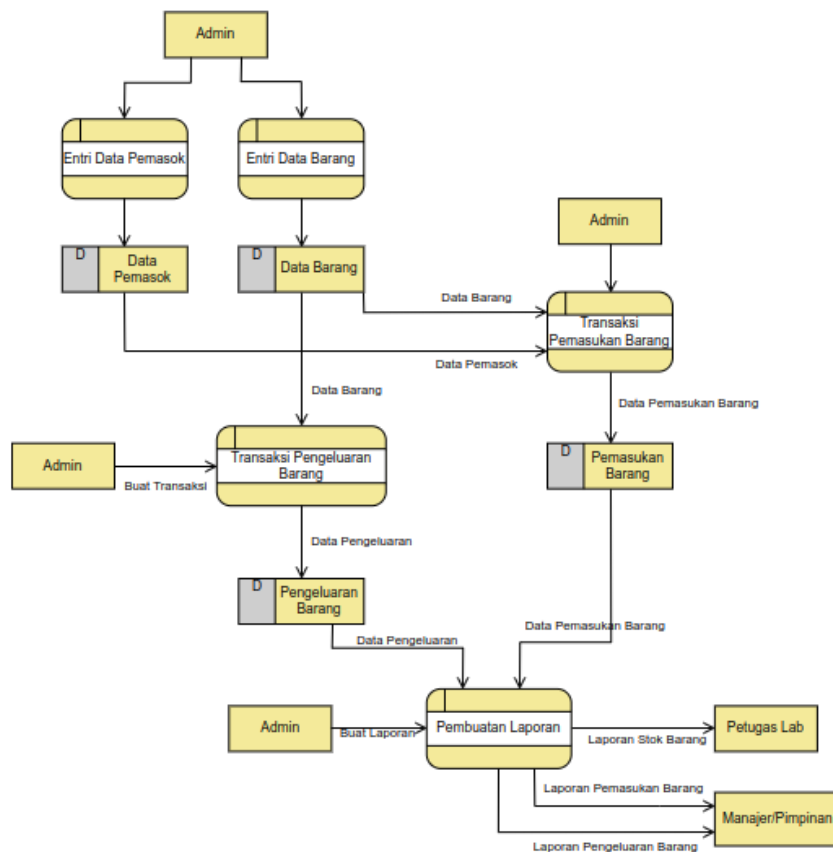 Admin
Entri Data Pemasok
Entri Data Barang
Admin
D
Data
Pemasok
D
Data Barang
Data Barang
Transaksi
Pemasukan Barang
Data Pemasok
Data Barang
Data Pemasukan Barang
Admin
Buat Transaksi
Transaksi Pengeluaran
Barang
D
Pemasukan
Barang
Data Pengeluaran
D
Pengeluaran
Barang
Data Pengeluaran
Data Pemasukan Barang
Admin
Buat Laporan
Pembuatan Laporan
Laporan Stok Barang
Petugas Lab
Laporan Pemasukan Barang
Manajer/Pimpinan
Laporan Pengeluaran Barang